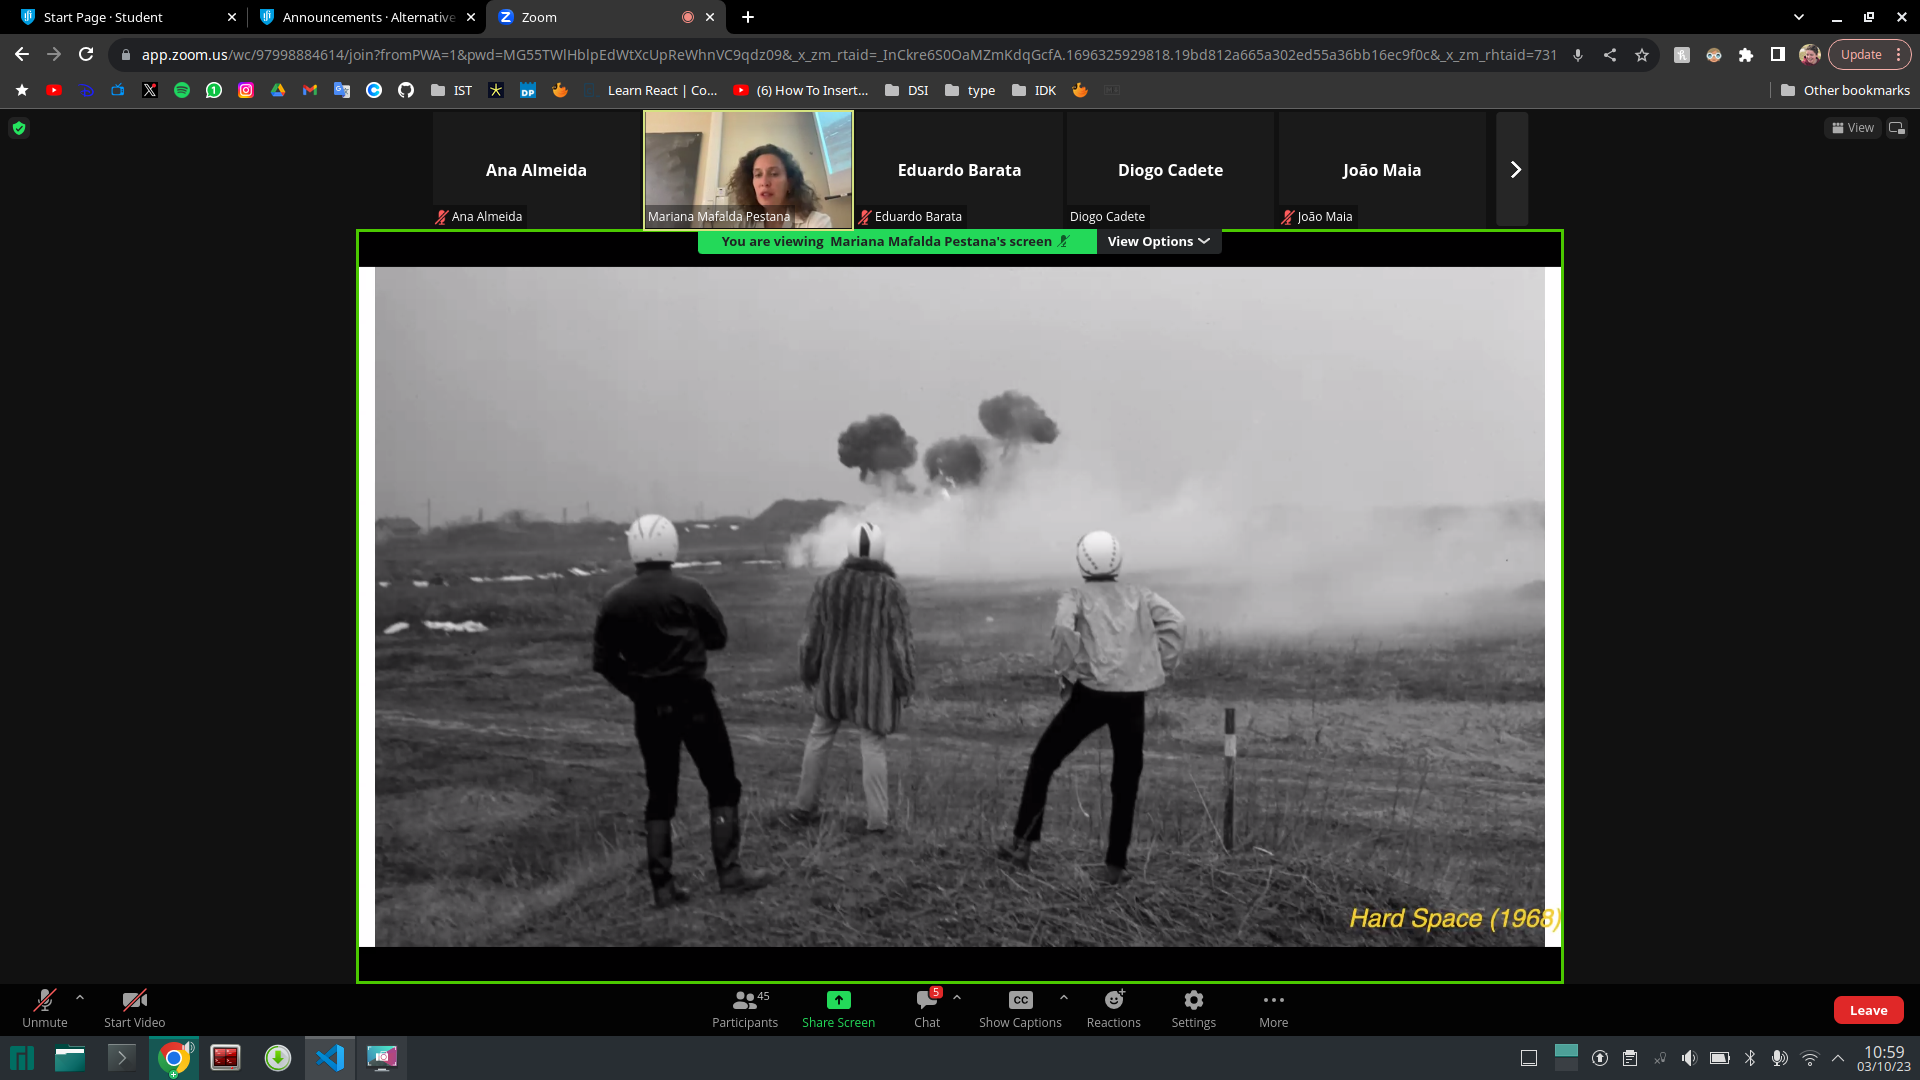 Start Page · Student
Announcements · Alternative
Zoom
app.zoom.us/wc/97998884614/join?fromPWA=1&pwd=MG55TWlHblpEdWtXcUpReWhnVC9qdz09&_x_zm_rtaid=_InCkre6S0OaMZmKdqGcfA.1696325929818.19bd812a665a302ed55a36bb16ec9f0c&_x_zm_rhtaid=731
Update
IST
DP
Learn React | Co...
(6) How To Insert...
DSI
type
IDK
Other bookmarks
View
Ana Almeida
Eduardo Barata
Diogo Cadete
João Maia
Ana Almeida
Mariana Mafalda Pestana
Eduardo Barata
Diogo Cadete
João Maia
You are viewing Mariana Mafalda Pestana's screen
View Options
Hard Space (1968)
45
5
CC
Unmute
Start Video
Participants
Share Screen
Chat
Show Captions
Reactions
Settings
More
Leave
10:59
03/10/23